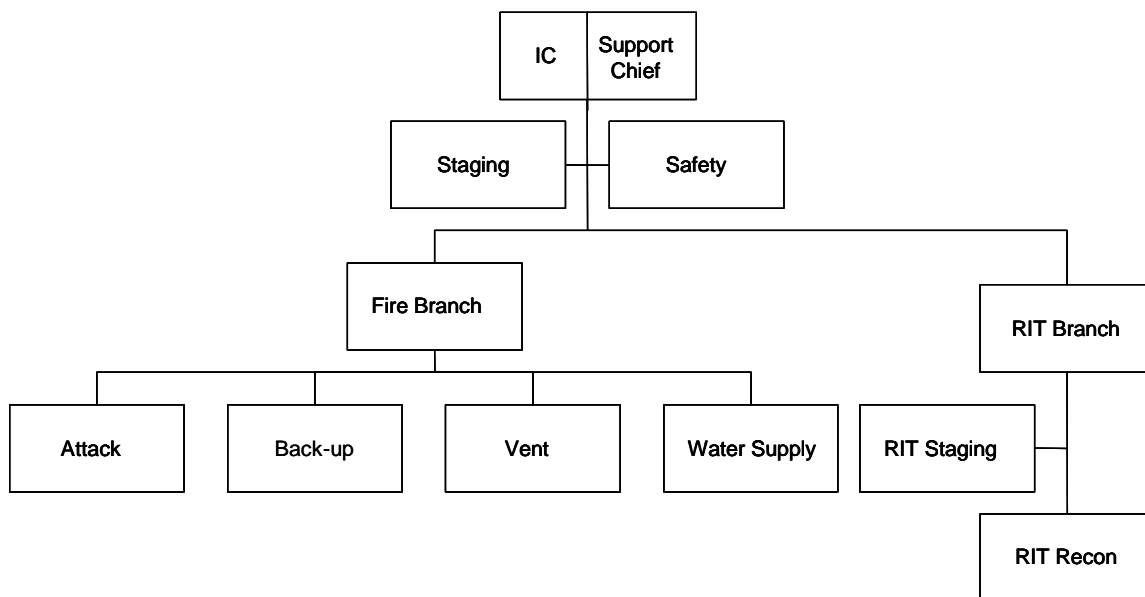 IC
Support
Chief
Staging
Safety
Fire Branch
RIT Branch
Attack
Back-up
Vent
Water Supply
RIT Staging
RIT Recon